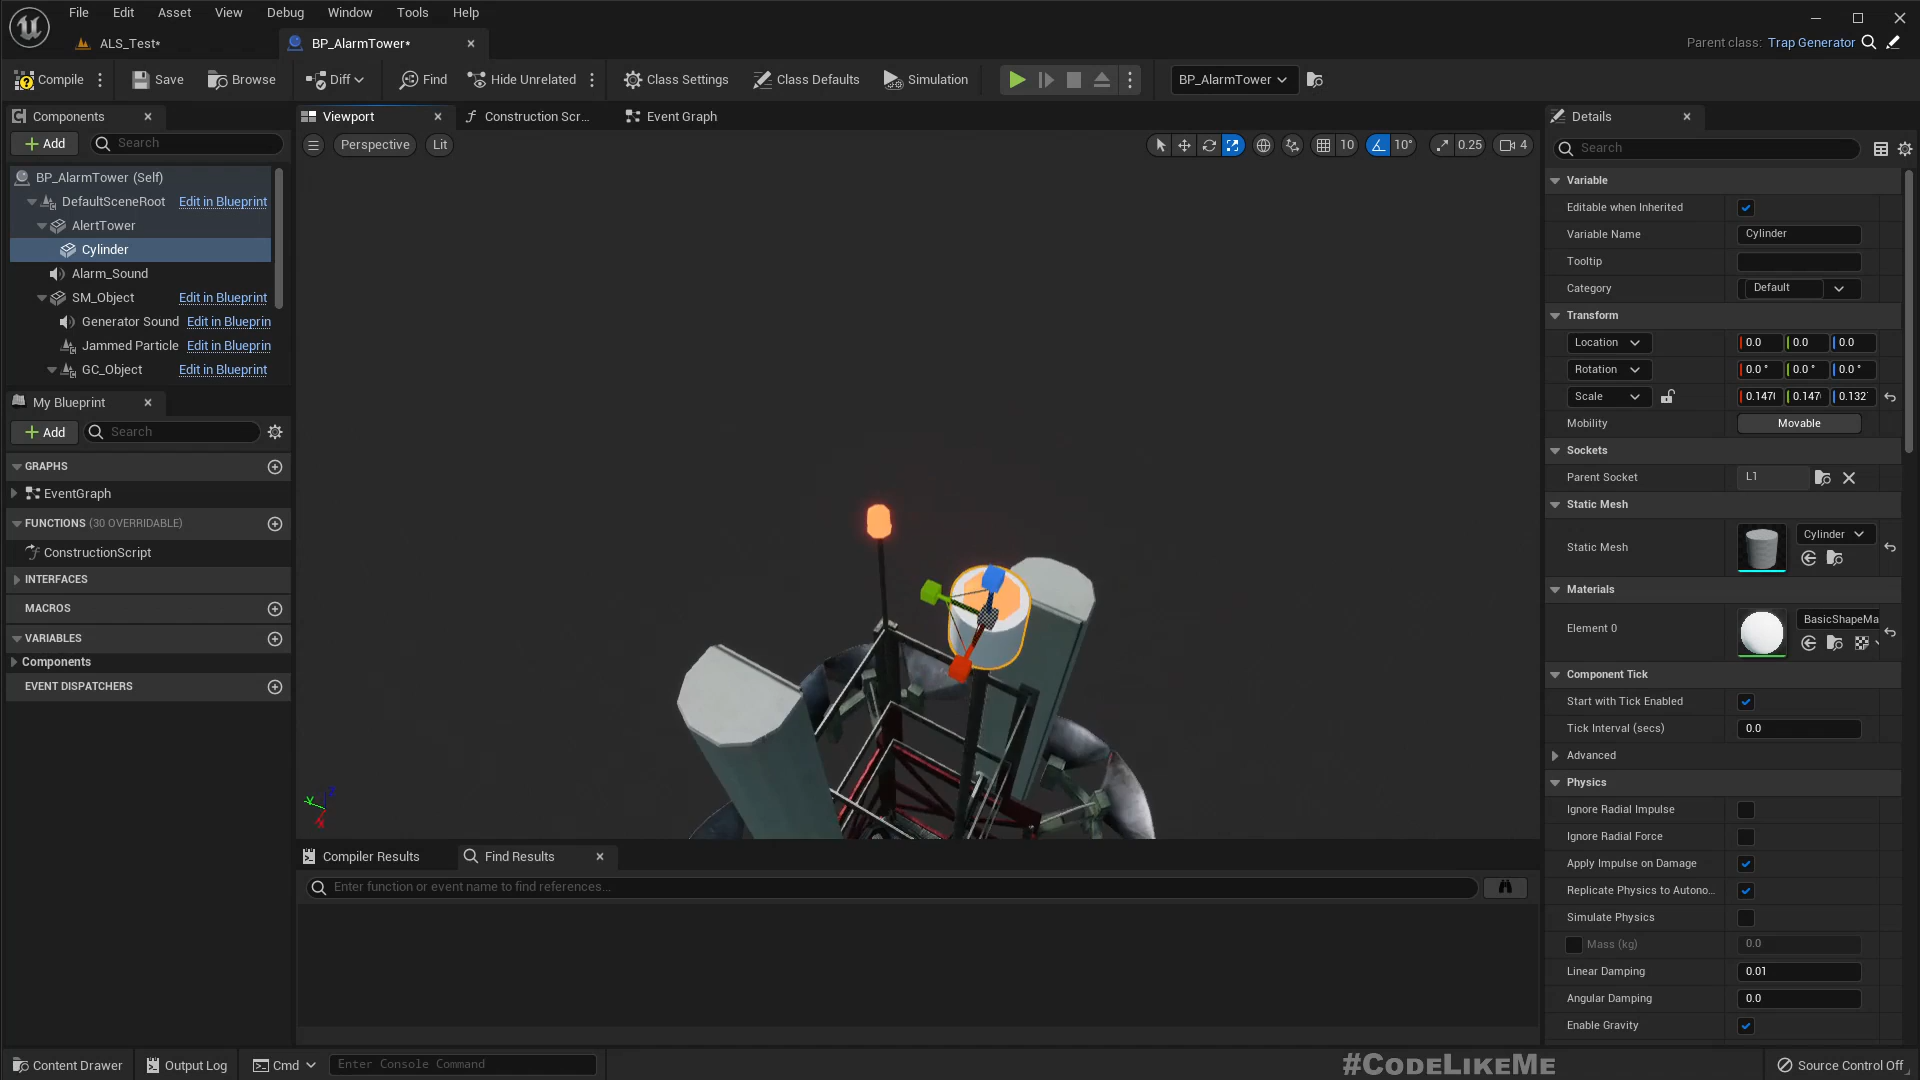 File Edit Asset View Debug Window Tools Help
ALS_Test*
BP_AlarmTower*
Parent class: Trap Generator
Compile
Save
Browse
Diff
Find
Hide Unrelated
Class Settings
Class Defaults
Simulation
BP_AlarmTower
Components
Add
Search
BP_AlarmTower (Self)
DefaultSceneRoot Edit in Blueprint
AlertTower
Cylinder
Alarm_Sound
SM_Object Edit in Blueprint
Generator Sound Edit in Blueprin
Jammed Particle Edit in Blueprin
GC_Object Edit in Blueprint
My Blueprint
Add
Search
GRAPHS
EventGraph
FUNCTIONS (30 OVERRIDABLE)
ConstructionScript
INTERFACES
MACROS
VARIABLES
Components
EVENT DISPATCHERS
Viewport
Construction Scr...
Event Graph
Perspective
Lit
10
10°
0.25
4
Compiler Results
Find Results
Enter function or event name to find references...
Details
Search
Variable
Editable when Inherited
Variable Name Cylinder
Tooltip
Category Default
Transform
Location 0.0 0.0 0.0
Rotation 0.0 ° 0.0 ° 0.0 °
Scale 0.147 0.147 0.132
Mobility Movable
Sockets
Parent Socket L1
Static Mesh
Static Mesh Cylinder
Materials
Element 0 BasicShapeMa
Component Tick
Start with Tick Enabled
Tick Interval (secs) 0.0
Advanced
Physics
Ignore Radial Impulse
Ignore Radial Force
Apply Impulse on Damage
Replicate Physics to Autono...
Simulate Physics
Mass (kg) 0.0
Linear Damping 0.01
Angular Damping 0.0
Enable Gravity
Content Drawer
Output Log
Cmd
Enter Console Command
#CODELIKEME
Source Control Off